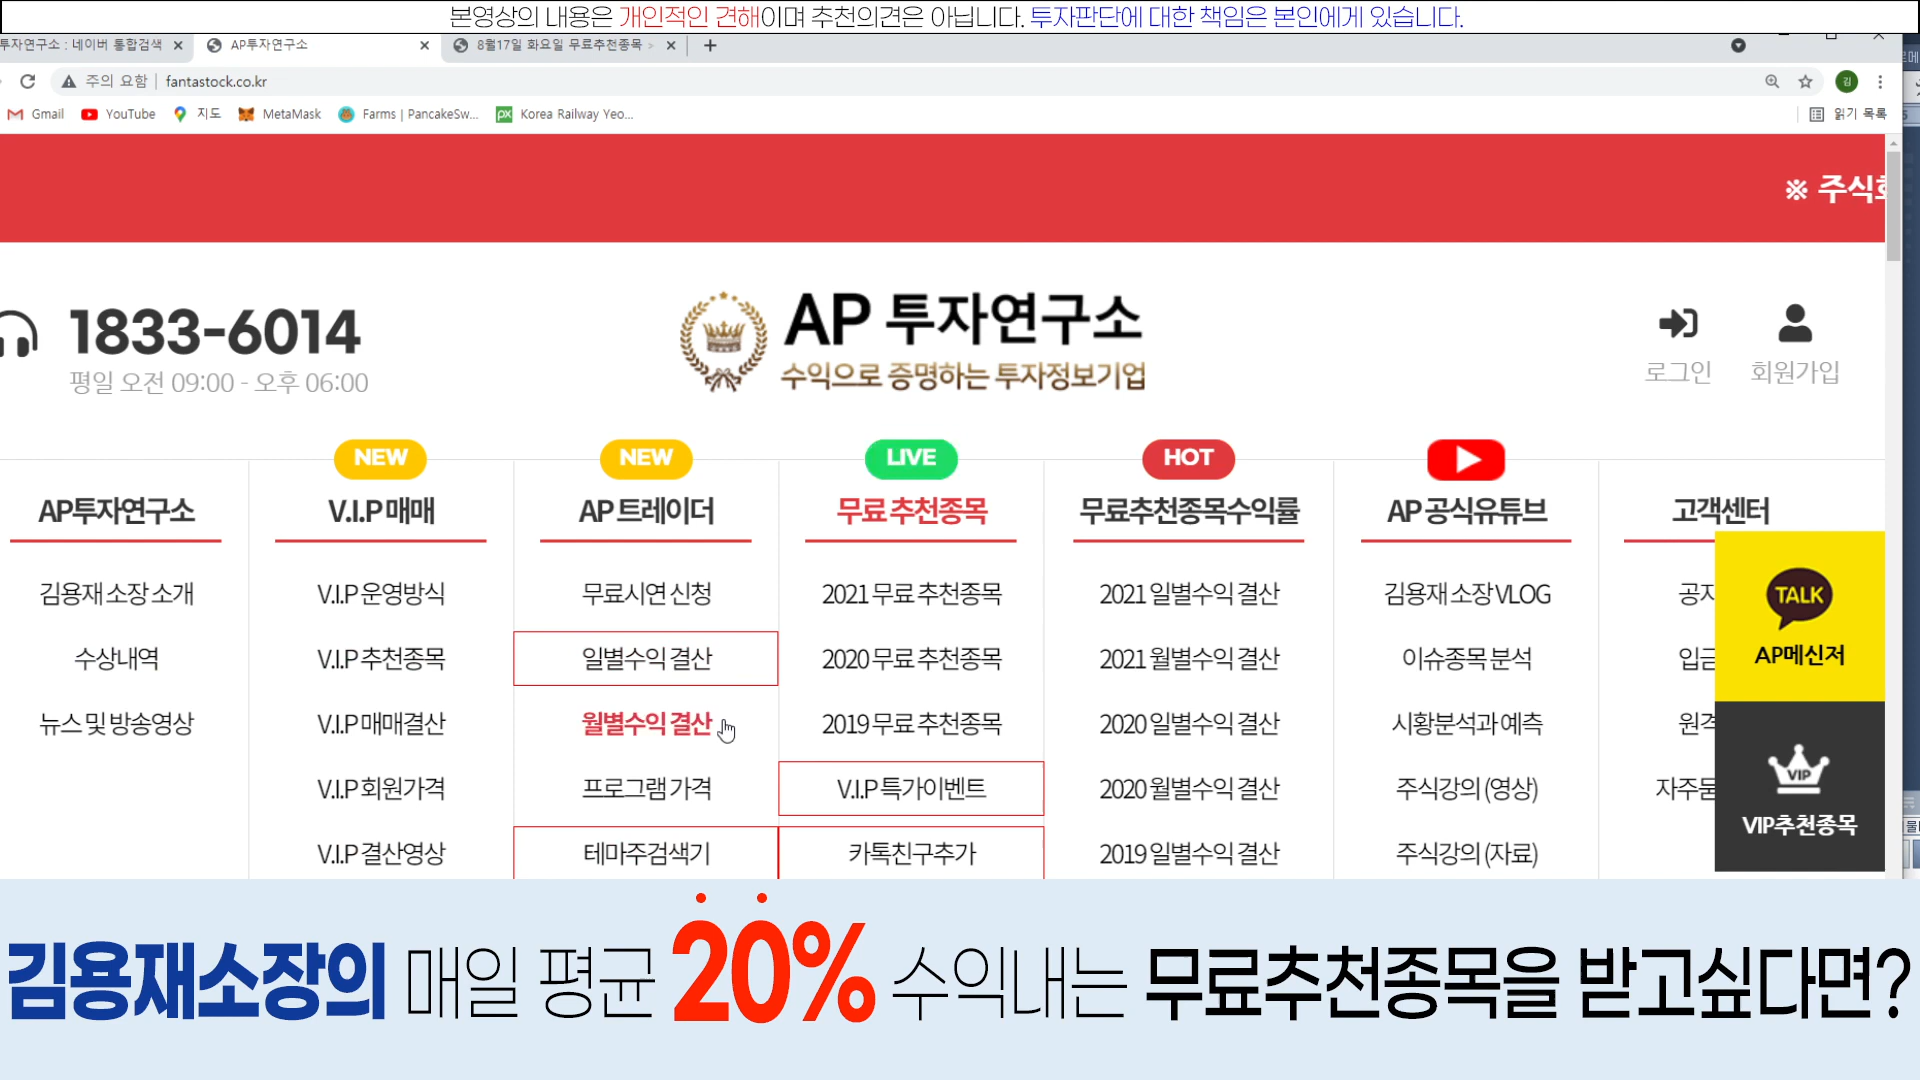 본영상의 내용은 개인적인 견해이며 추천의견은 아닙니다. 투자판단에 대한 책임은 본인에게 있습니다.
투자연구소 : 네이버 통합검색
AP투자연구소
8월17일 화요일 무료추천종목
주의 요함 | fantastock.co.kr
김
Gmail
YouTube
지도
MetaMask
Farms | PancakeSw...
Korea Railway Yeo...
읽기 목록
※ 주식회
1833-6014
평일 오전 09:00 - 오후 06:00
AP 투자연구소
수익으로 증명하는 투자정보기업
로그인
회원가입
NEW
NEW
LIVE
HOT
AP투자연구소
V.I.P 매매
AP 트레이더
무료 추천종목
무료추천종목수익률
AP 공식유튜브
고객센터
김용재 소장 소개
V.I.P 운영방식
무료시연 신청
2021 무료 추천종목
2021 일별수익 결산
김용재 소장 VLOG
공지
수상내역
V.I.P 추천종목
일별수익 결산
2020 무료 추천종목
2021 월별수익 결산
이슈종목 분석
입금
뉴스 및 방송영상
V.I.P 매매결산
월별수익 결산
2019 무료 추천종목
2020 일별수익 결산
시황분석과 예측
원격
V.I.P 회원가격
프로그램 가격
V.I.P 특가이벤트
2020 월별수익 결산
주식강의 (영상)
자주묻
V.I.P 결산영상
테마주검색기
카톡친구추가
2019 일별수익 결산
주식강의 (자료)
TALK
AP메신저
VIP
VIP추천종목
김용재소장의 매일 평균 20% 수익내는 무료추천종목을 받고싶다면?